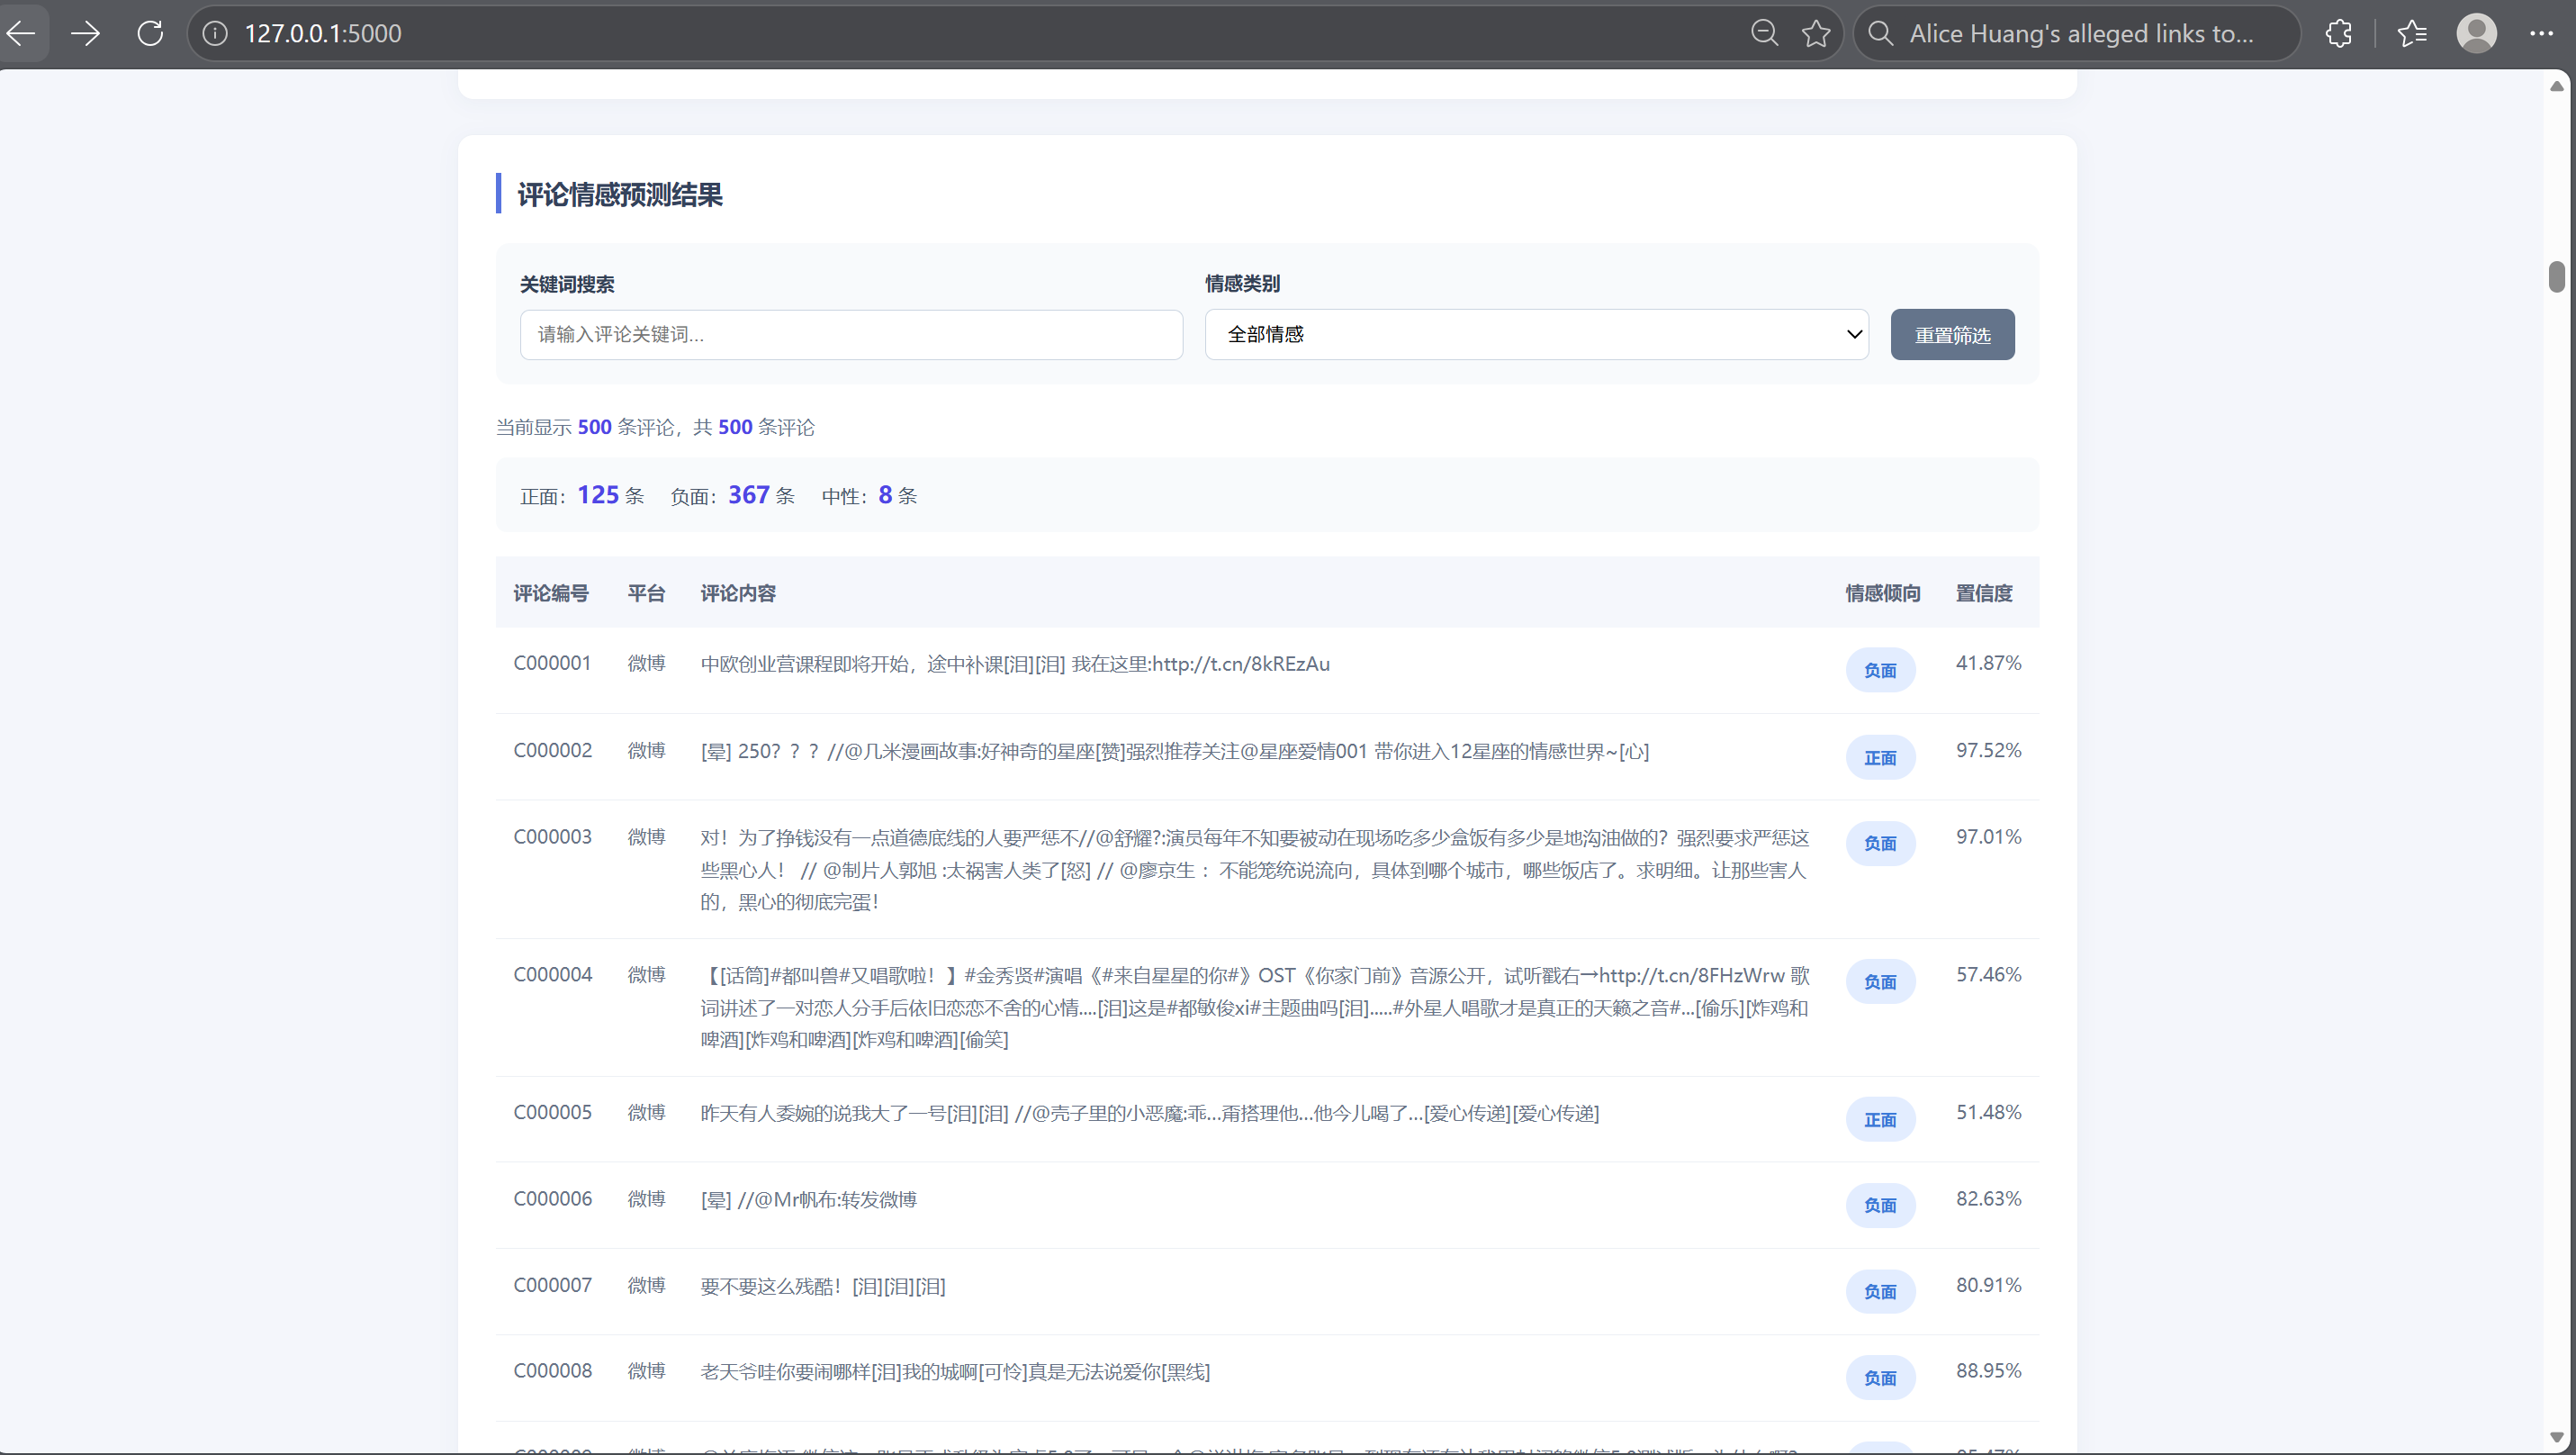 127.0.0.1:5000
Alice Huang's alleged links to...
评论情感预测结果
关键词搜索
情感类别
请输入评论关键词...
全部情感
重置筛选
当前显示 500 条评论，共 500 条评论
正面：125 条 负面：367 条 中性：8 条
评论编号 平台 评论内容 情感倾向 置信度
C000001 微博 中欧创业营课程即将开始，途中补课[泪][泪] 我在这里:http://t.cn/8kREzAu 负面 41.87%
C000002 微博 [晕] 250？？？//@几米漫画故事:好神奇的星座[赞]强烈推荐关注@星座爱情001 带你进入12星座的情感世界~[心] 正面 97.52%
C000003 微博 对！为了挣钱没有一点道德底线的人要严惩不//@舒耀?:演员每年不知要被动在现场吃多少盒饭有多少是地沟油做的？强烈要求严惩这 负面 97.01%
些黑心人！ // @制片人郭旭 :太祸害人类了[怒] // @廖京生 ：不能笼统说流向，具体到哪个城市，哪些饭店了。求明细。让那些害人
的，黑心的彻底完蛋！
C000004 微博 【[话筒]#都叫兽#又唱歌啦！】#金秀贤#演唱《#来自星星的你#》OST《你家门前》音源公开，试听戳右→http://t.cn/8FHzWrw 歌 负面 57.46%
词讲述了一对恋人分手后依旧恋恋不舍的心情....[泪]这是#都敏俊xi#主题曲吗[泪].....#外星人唱歌才是真正的天籁之音#...[偷乐][炸鸡和
啤酒][炸鸡和啤酒][炸鸡和啤酒][偷笑]
C000005 微博 昨天有人委婉的说我大了一号[泪][泪] //@壳子里的小恶魔:乖...甭搭理他...他今儿喝了...[爱心传递][爱心传递] 正面 51.48%
C000006 微博 [晕] //@Mr帆布:转发微博 负面 82.63%
C000007 微博 要不要这么残酷！[泪][泪][泪] 负面 80.91%
C000008 微博 老天爷哇你要闹哪样[泪]我的城啊[可怜]真是无法说爱你[黑线] 负面 88.95%